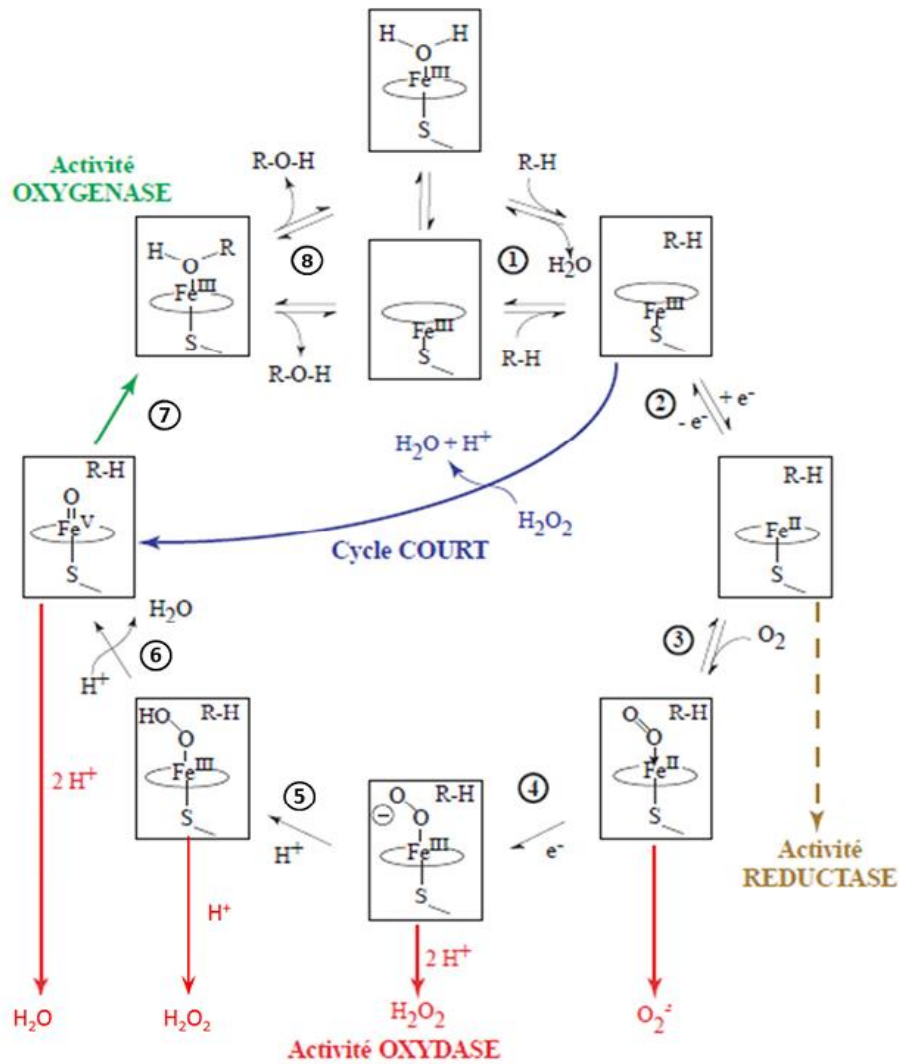 H H
O
Fe^III
S
Activité
OXYGENASE
R-O-H
R-H
H O R
Fe^III
S
⑧
①
H₂O
R-H
Fe^III
S
Fe^III
S
R-O-H
R-H
②
+ e⁻
- e⁻
⑦
R-H
O
Fe^V
S
H₂O + H⁺
H₂O₂
Cycle COURT
R-H
Fe^II
S
H₂O
⑥
H⁺
③
O₂
HO R-H
O
Fe^III
S
⑤
H⁺
O R-H
⊖ O
Fe^III
S
④
e⁻
O R-H
O
Fe^II
S
2 H⁺
H⁺
2 H⁺
Activité
REDUCTASE
H₂O
H₂O₂
H₂O₂
Activité OXYDASE